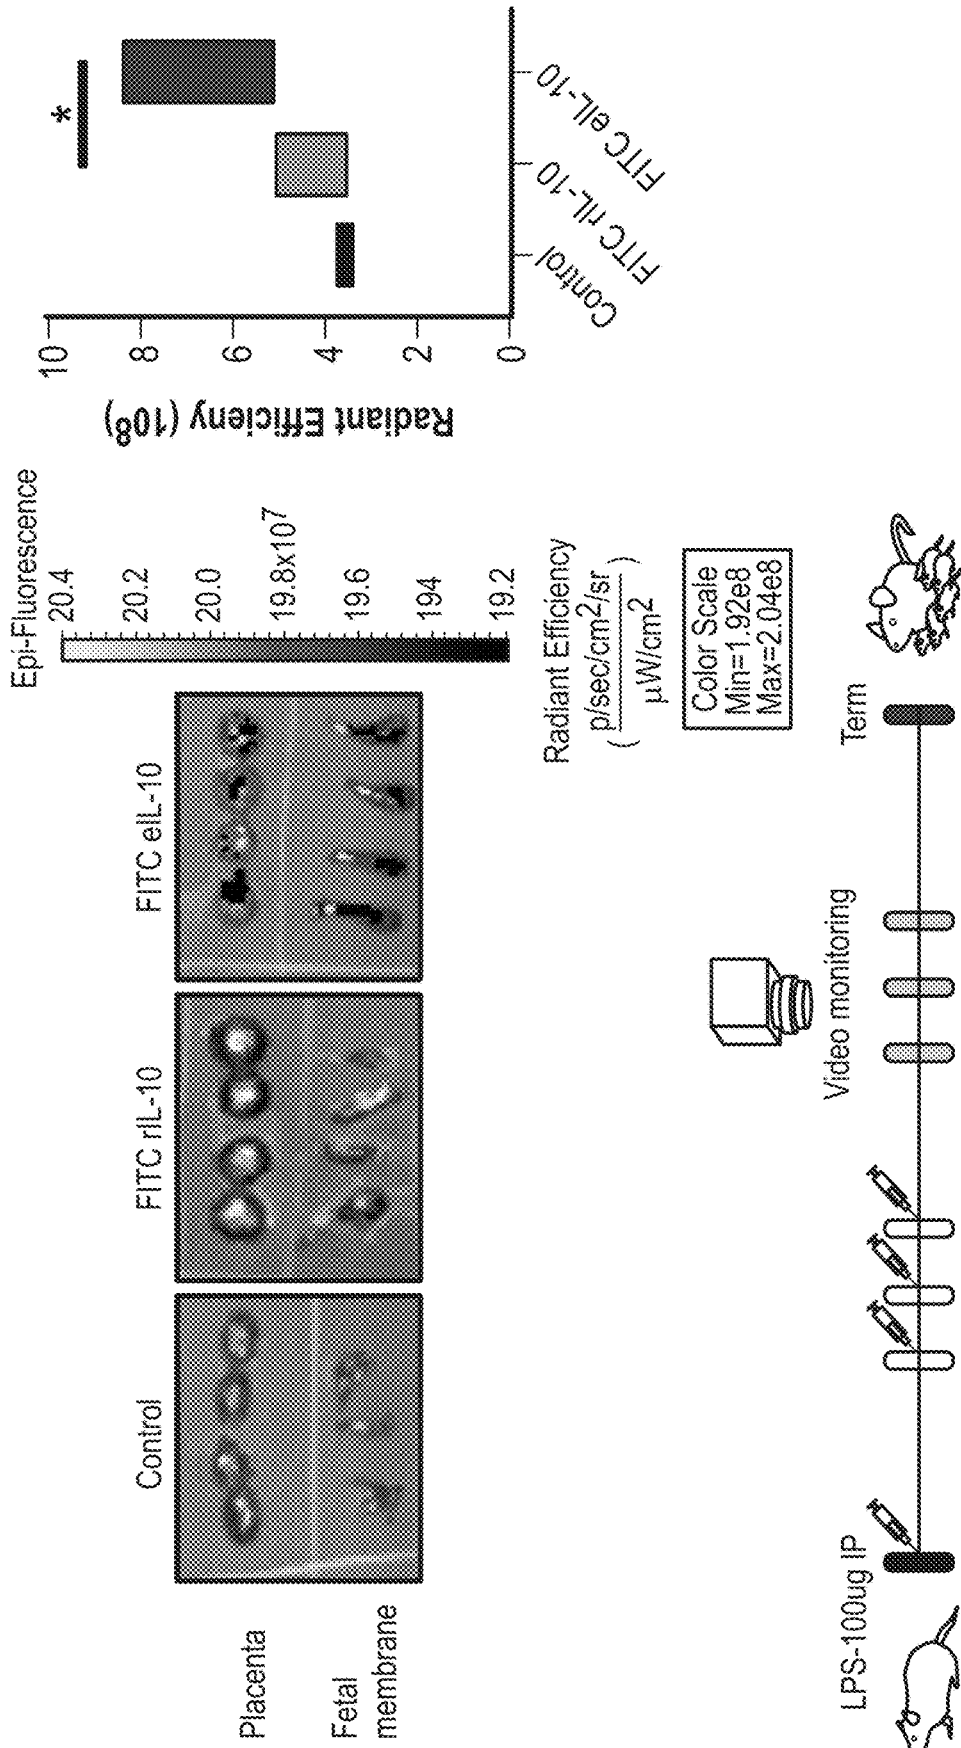 Control
FITC rIL-10
FITC eIL-10
Placenta
Fetal
membrane
Epi-Fluorescence
20.4
20.2
20.0
19.8x10⁷
19.6
194
19.2
Radiant Efficiency
( p/sec/cm²/sr )
µW/cm²
Color Scale
Min=1.92e8
Max=2.04e8
Radiant Efficieny (10⁸)
10
8
6
4
2
0
*
Control
FITC rIL-10
FITC eIL-10
LPS-100ug IP
Video monitoring
Term